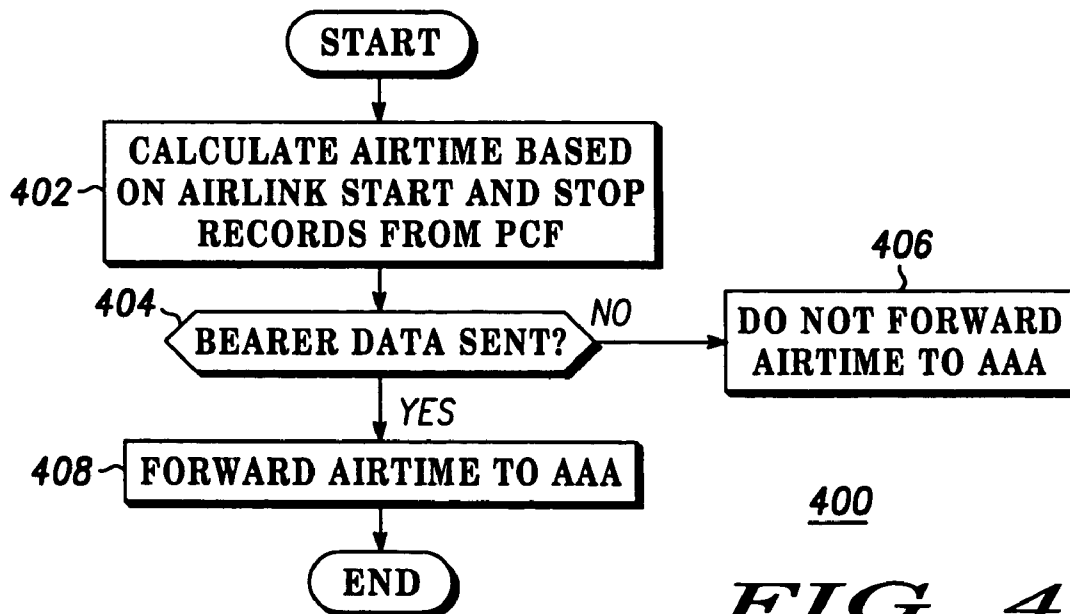 START
CALCULATE AIRTIME BASED
ON AIRLINK START AND STOP
RECORDS FROM PCF
402
404
BEARER DATA SENT?
NO
406
DO NOT FORWARD
AIRTIME TO AAA
YES
408
FORWARD AIRTIME TO AAA
400
END
FIG. 4